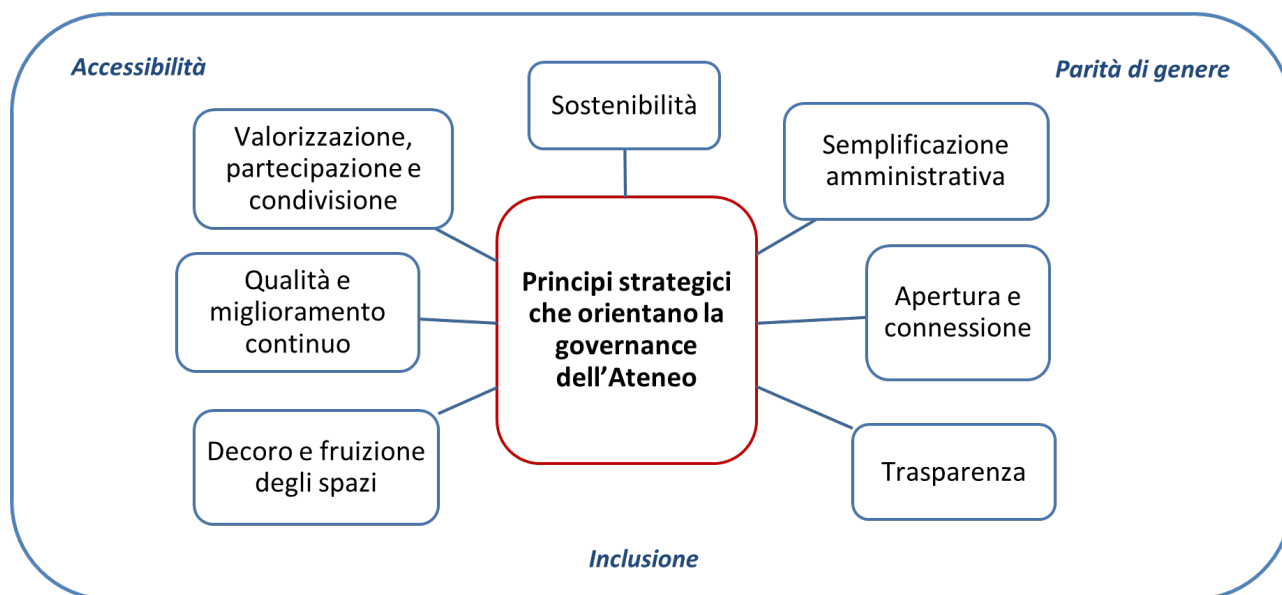 Accessibilità
Parità di genere
Sostenibilità
Valorizzazione,
partecipazione e
condivisione
Semplificazione
amministrativa
Qualità e
miglioramento
continuo
Principi strategici
che orientano la
governance
dell’Ateneo
Apertura e
connessione
Decoro e fruizione
degli spazi
Trasparenza
Inclusione